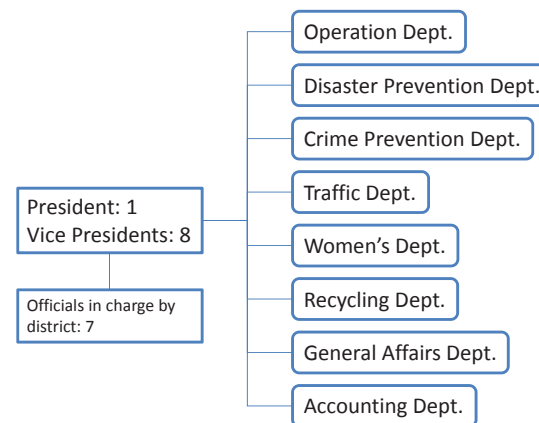 Operation Dept.
Disaster Prevention Dept.
Crime Prevention Dept.
Traffic Dept.
Women's Dept.
Recycling Dept.
General Affairs Dept.
Accounting Dept.
President: 1
Vice Presidents: 8
Officials in charge by
district: 7